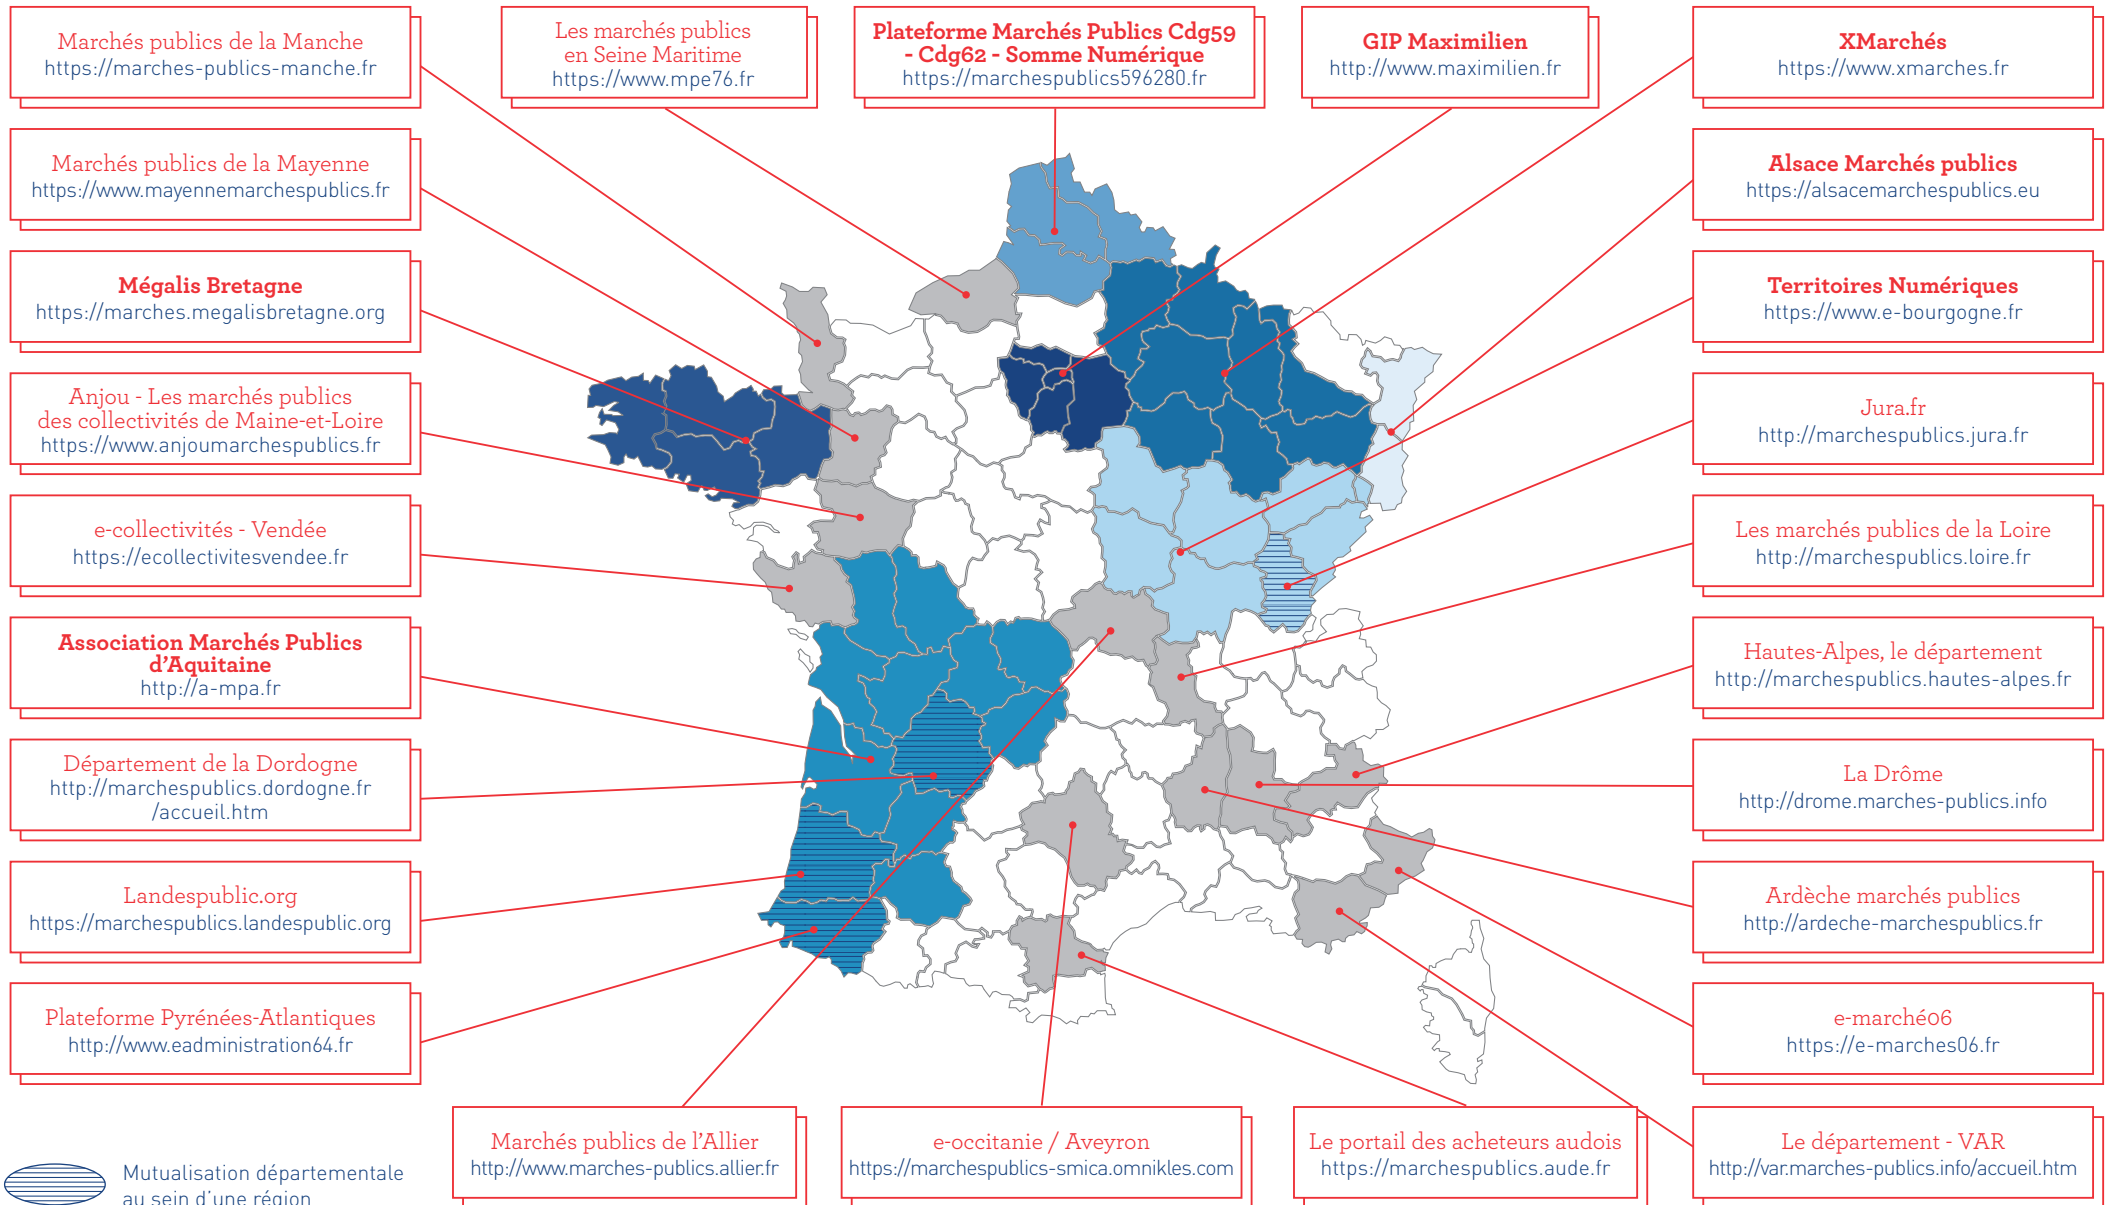 Marchés publics de la Manche
https://marches-publics-manche.fr
Les marchés publics
en Seine Maritime
https://www.mpe76.fr
Plateforme Marchés Publics Cdg59
- Cdg62 - Somme Numérique
https://marchespublics596280.fr
GIP Maximilien
http://www.maximilien.fr
XMarchés
https://www.xmarches.fr
Marchés publics de la Mayenne
https://www.mayennemarchespublics.fr
Alsace Marchés publics
https://alsacemarchespublics.eu
Mégalis Bretagne
https://marches.megalisbretagne.org
Territoires Numériques
https://www.e-bourgogne.fr
Anjou - Les marchés publics
des collectivités de Maine-et-Loire
https://www.anjoumarchespublics.fr
Jura.fr
http://marchespublics.jura.fr
e-collectivités - Vendée
https://ecollectivitesvendee.fr
Les marchés publics de la Loire
http://marchespublics.loire.fr
Association Marchés Publics
d'Aquitaine
http://a-mpa.fr
Hautes-Alpes, le département
http://marchespublics.hautes-alpes.fr
Département de la Dordogne
http://marchespublics.dordogne.fr
/accueil.htm
La Drôme
http://drome.marches-publics.info
Landespublic.org
https://marchespublics.landespublic.org
Ardèche marchés publics
http://ardeche-marchespublics.fr
Plateforme Pyrénées-Atlantiques
http://www.eadministration64.fr
e-marché06
https://e-marches06.fr
Marchés publics de l'Allier
http://www.marches-publics.allier.fr
e-occitanie / Aveyron
https://marchespublics-smica.omnikles.com
Le portail des acheteurs audois
https://marchespublics.aude.fr
Le département - VAR
http://var.marches-publics.info/accueil.htm
Mutualisation départementale
au sein d'une région